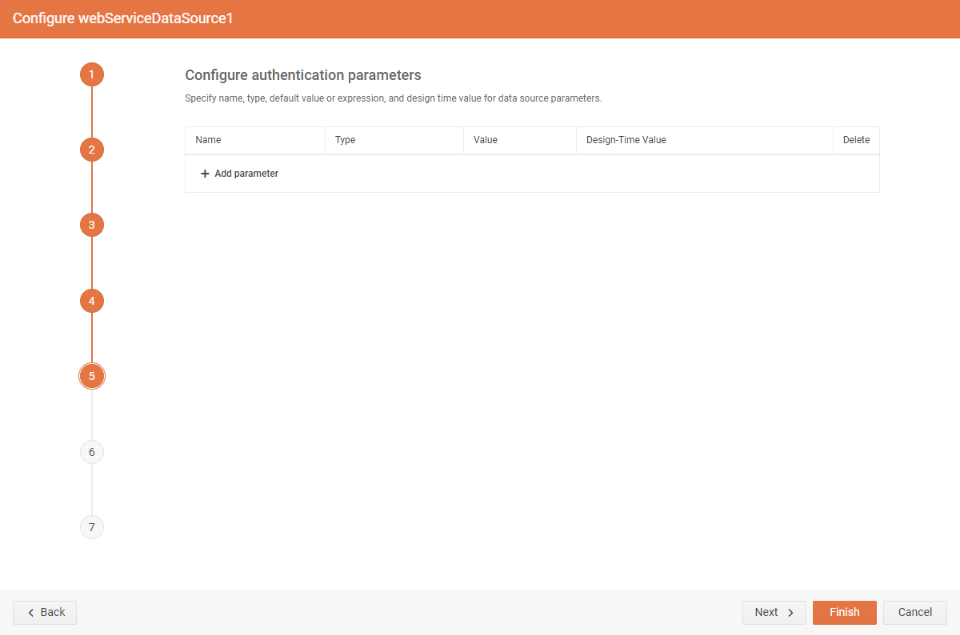 Configure webServiceDataSource1
1
Configure authentication parameters
Specify name, type, default value or expression, and design time value for data source parameters.
Name Type Value Design-Time Value Delete
+ Add parameter
2
3
4
5
6
7
Back Next Finish Cancel